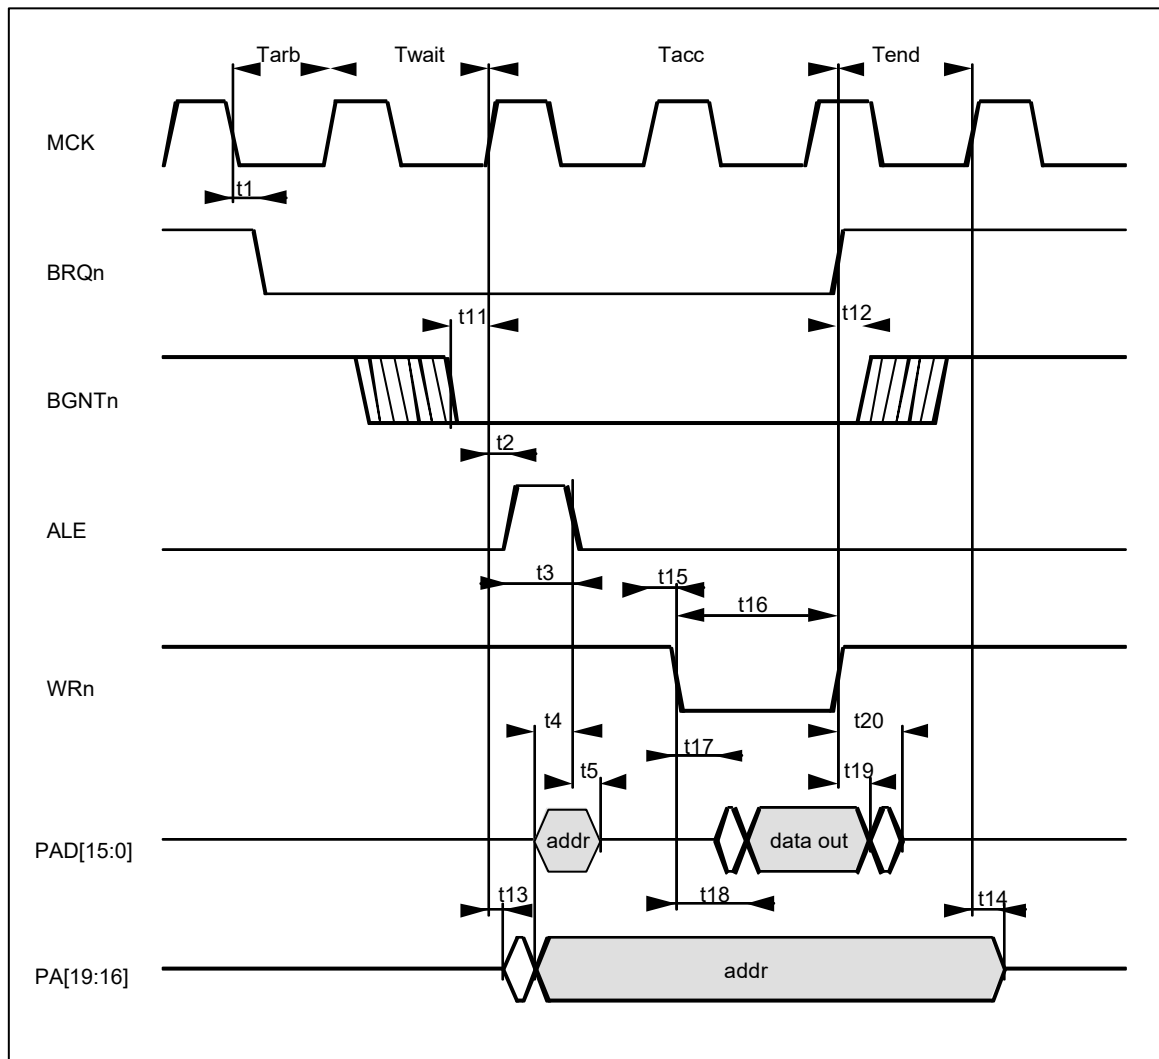 Tarb Twait Tacc Tend
MCK
t1
BRQn
t11 t12
BGNTn
t2
ALE
t3 t15
t16
WRn
t4 t20
t17
t5 t19
addr data out
PAD[15:0]
t13 t18 t14
addr
PA[19:16]